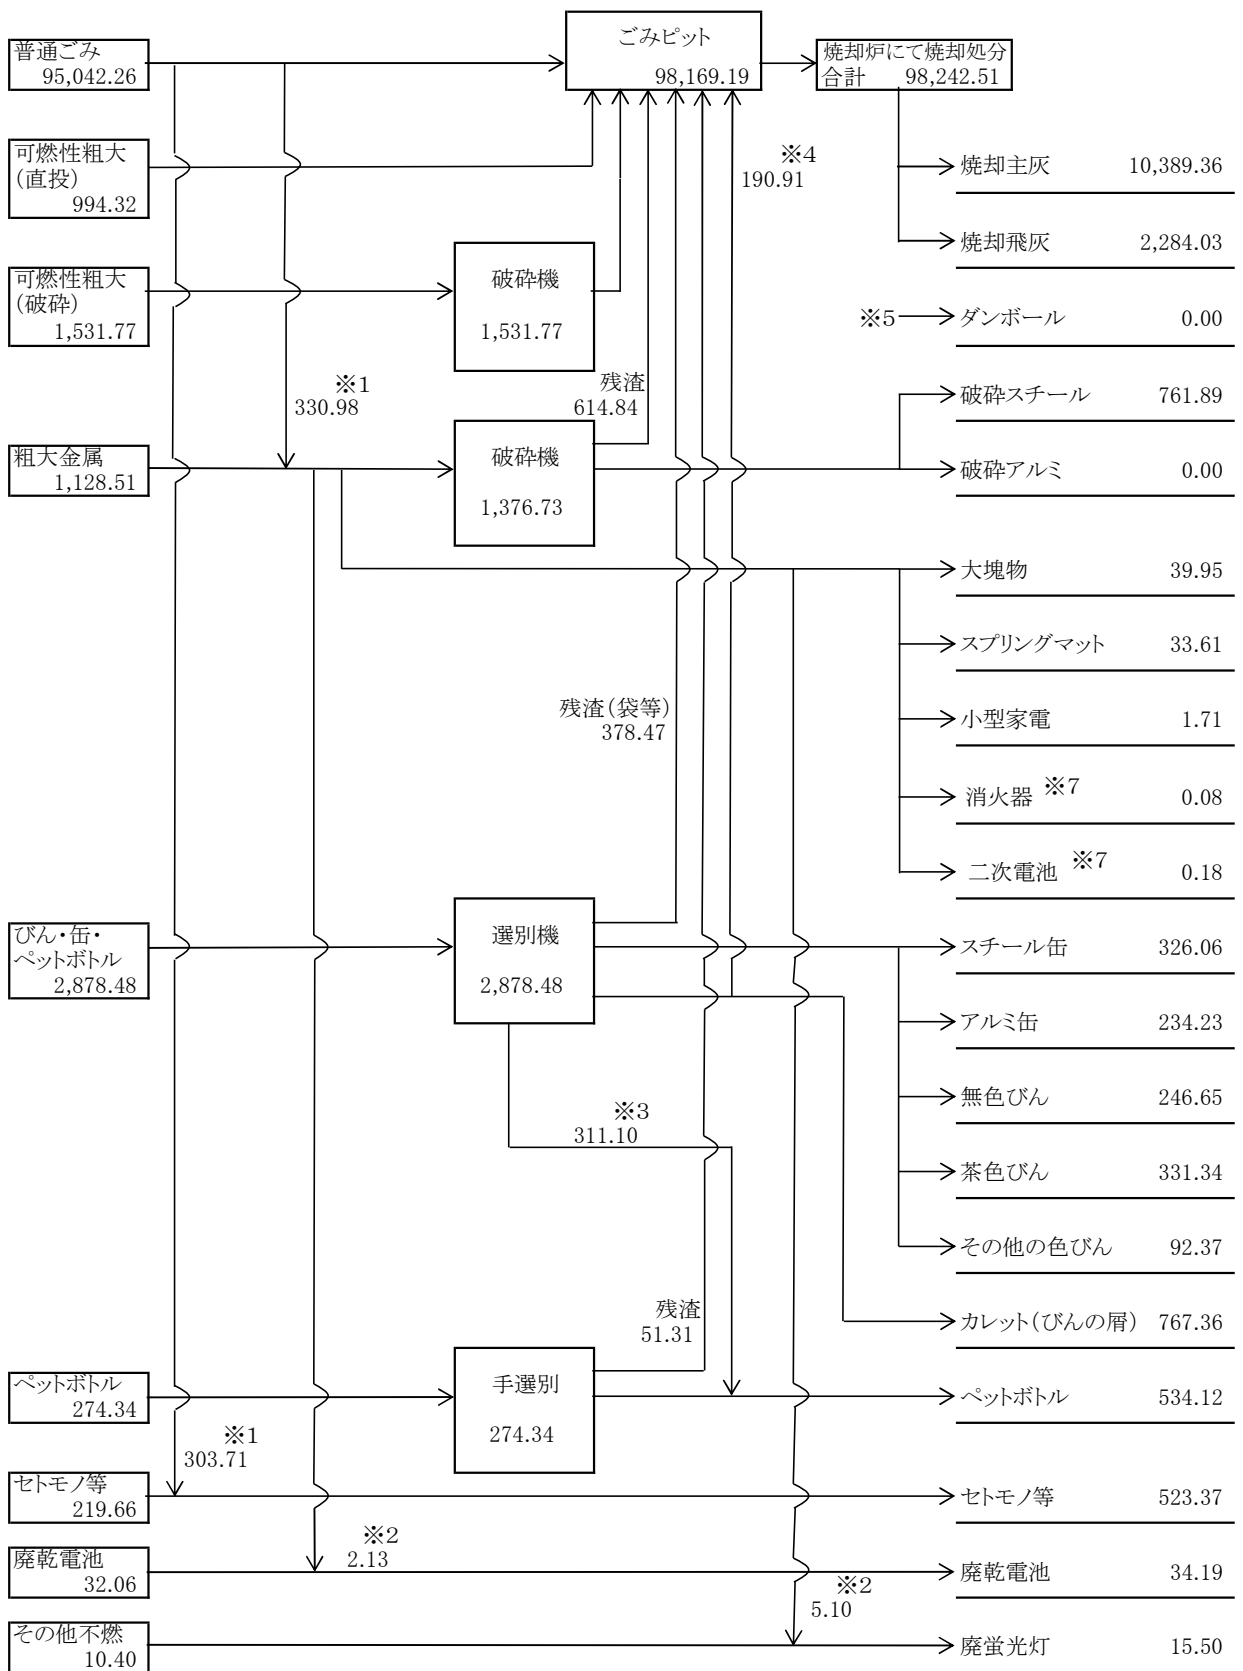 普通ごみ
95,042.26
ごみピット
98,169.19
焼却炉にて焼却処分
合計 98,242.51
可燃性粗大
(直投)
994.32
※4
190.91
焼却主灰 10,389.36
焼却飛灰 2,284.03
可燃性粗大
(破砕)
1,531.77
破砕機
1,531.77
※5
ダンボール 0.00
※1
330.98
残渣
614.84
破砕スチール 761.89
粗大金属
1,128.51
破砕機
1,376.73
破砕アルミ 0.00
大塊物 39.95
スプリングマット 33.61
残渣(袋等)
378.47
小型家電 1.71
消火器 ※7 0.08
二次電池 ※7 0.18
びん・缶・
ペットボトル
2,878.48
選別機
2,878.48
スチール缶 326.06
アルミ缶 234.23
無色びん 246.65
※3
311.10
茶色びん 331.34
その他の色びん 92.37
残渣
51.31
カレット(びんの屑) 767.36
ペットボトル
274.34
手選別
274.34
ペットボトル 534.12
※1
303.71
セトモノ等
219.66
セトモノ等 523.37
※2
2.13
廃乾電池
32.06
廃乾電池 34.19
※2
5.10
その他不燃
10.40
廃蛍光灯 15.50